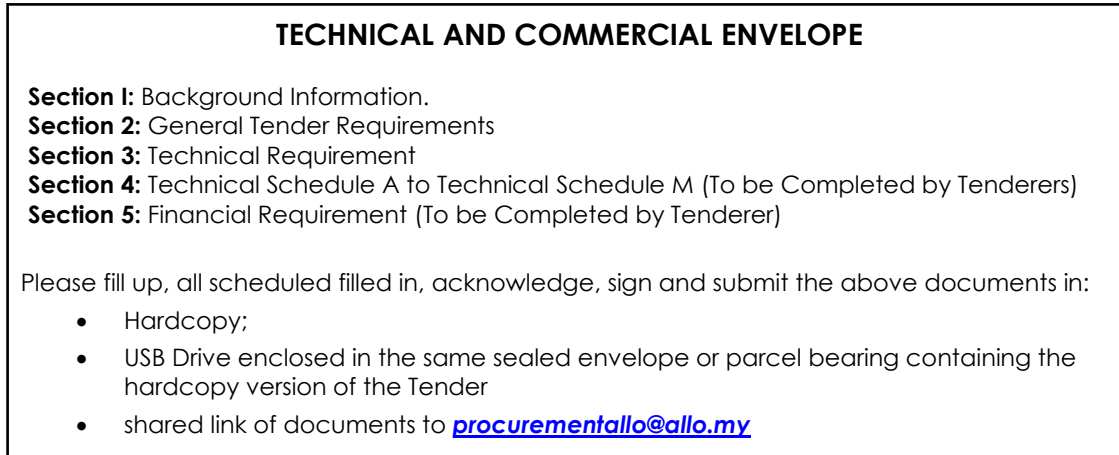 TECHNICAL AND COMMERCIAL ENVELOPE
Section I: Background Information.
Section 2: General Tender Requirements
Section 3: Technical Requirement
Section 4: Technical Schedule A to Technical Schedule M (To be Completed by Tenderers)
Section 5: Financial Requirement (To be Completed by Tenderer)
Please fill up, all scheduled filled in, acknowledge, sign and submit the above documents in:
• Hardcopy;
• USB Drive enclosed in the same sealed envelope or parcel bearing containing the
hardcopy version of the Tender
• shared link of documents to procurementallo@allo.my